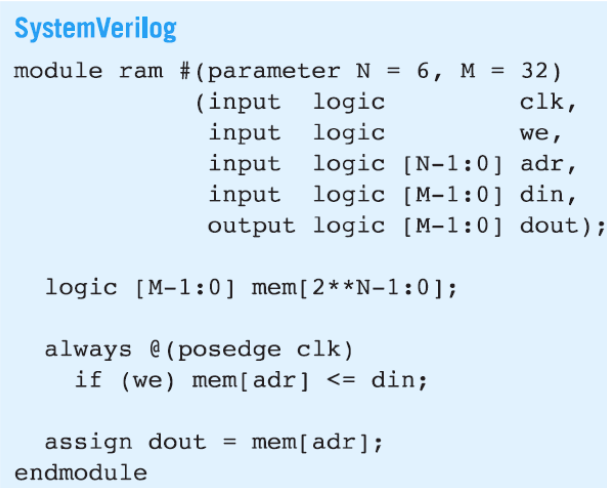 SystemVerilog
module ram #(parameter N = 6, M = 32)
(input logic clk,
input logic we,
input logic [N–1:0] adr,
input logic [M–1:0] din,
output logic [M–1:0] dout);
logic [M–1:0] mem[2**N–1:0];
always @(posedge clk)
if (we) mem[adr] <= din;
assign dout = mem[adr];
endmodule